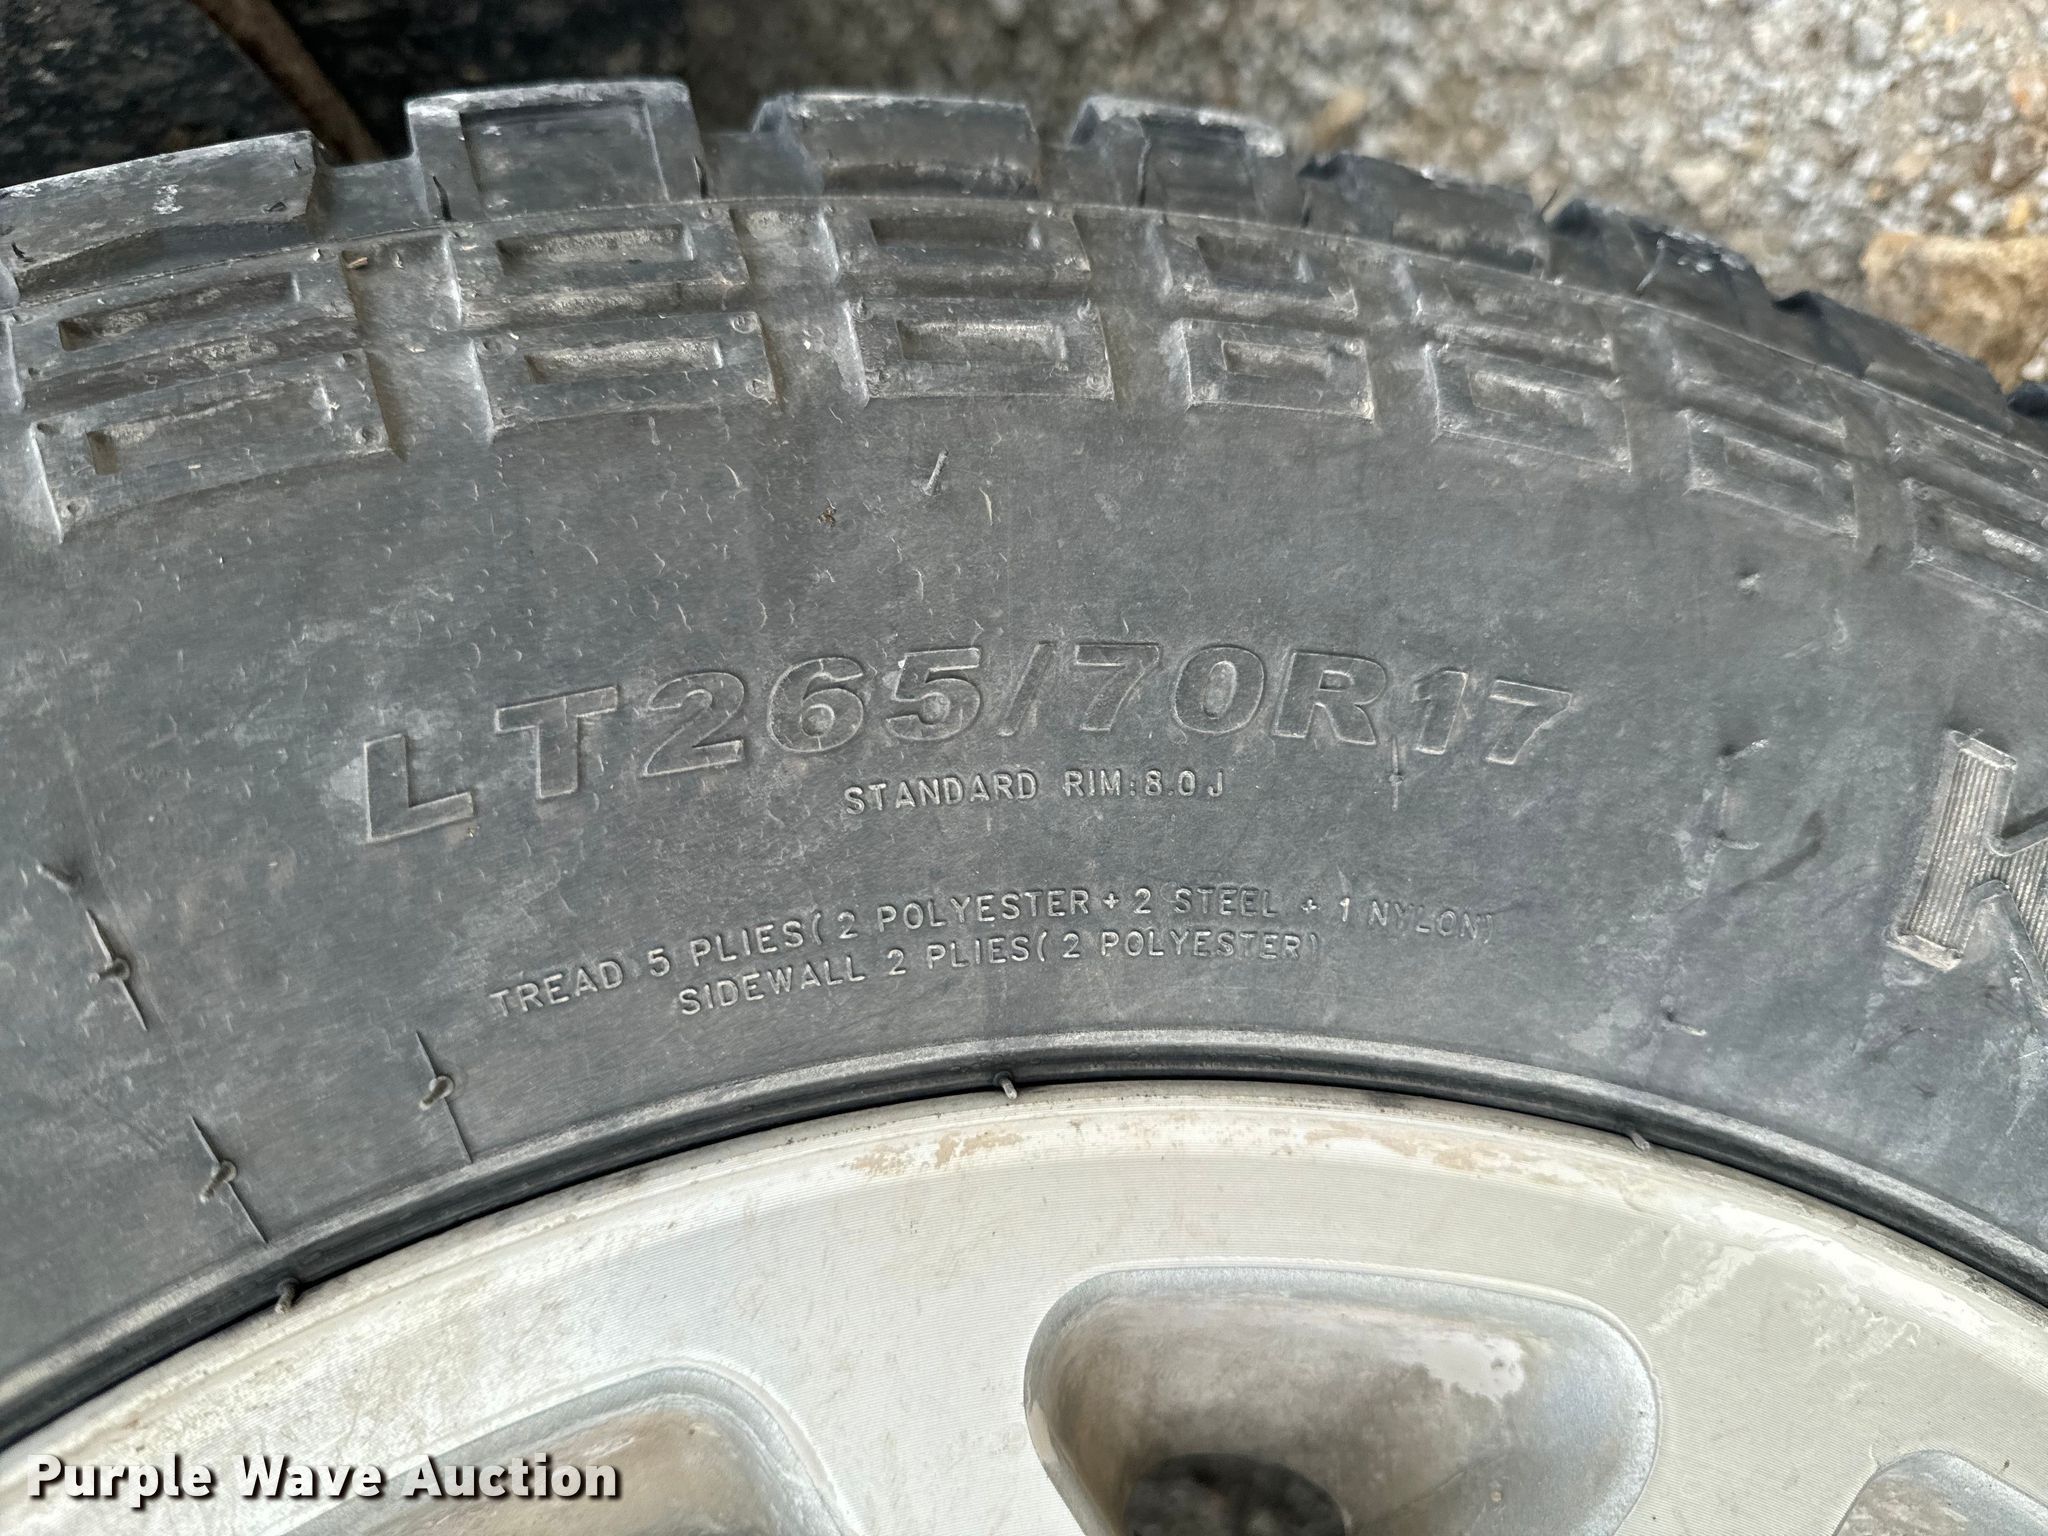 LT265/70R17
STANDARD RIM:8.0J
TREAD 5 PLIES(2 POLYESTER+2 STEEL +1 NYLON)
SIDEWALL 2 PLIES(2 POLYESTER)
K
Purple Wave Auction